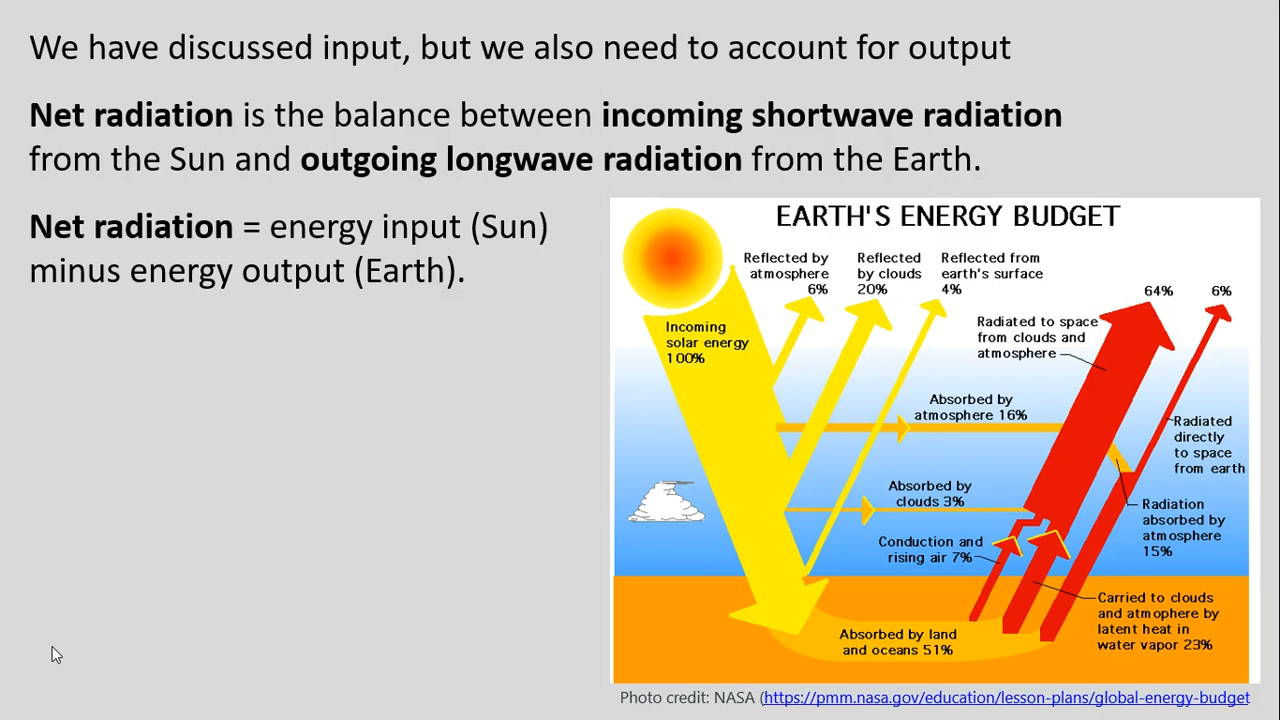 We have discussed input, but we also need to account for output
Net radiation is the balance between incoming shortwave radiation
from the Sun and outgoing longwave radiation from the Earth.
Net radiation = energy input (Sun)
minus energy output (Earth).
EARTH'S ENERGY BUDGET
Reflected by
atmosphere
6%
Reflected
by clouds
20%
Reflected from
earth's surface
4%
64%
6%
Incoming
solar energy
100%
Radiated to space
from clouds and
atmosphere
Absorbed by
atmosphere 16%
Radiated
directly
to space
from earth
Absorbed by
clouds 3%
Radiation
absorbed by
atmosphere
15%
Conduction and
rising air 7%
Carried to clouds
and atmophere by
latent heat in
water vapor 23%
Absorbed by land
and oceans 51%
Photo credit: NASA (https://pmm.nasa.gov/education/lesson-plans/global-energy-budget